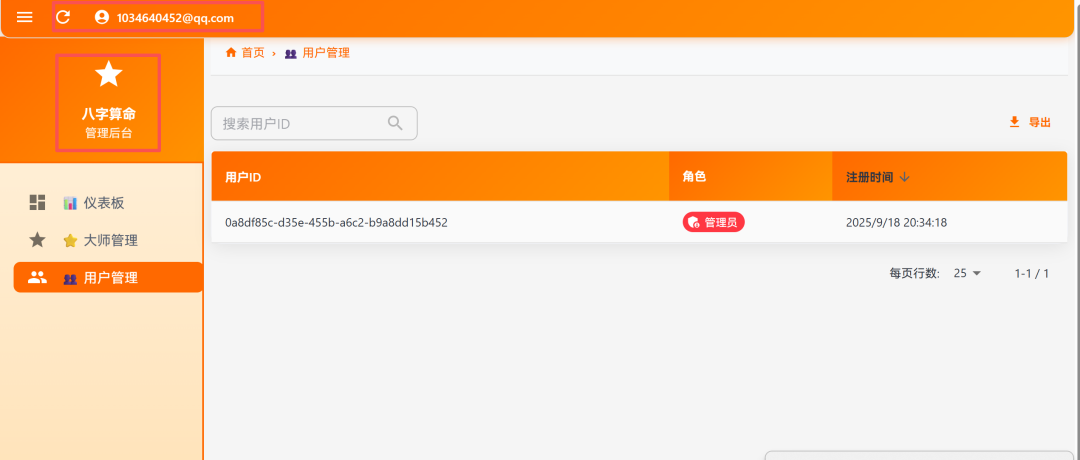 1034640452@qq.com
八字算命
管理后台
仪表板
大师管理
用户管理
首页 › 用户管理
搜索用户ID
导出
用户ID 角色 注册时间
0a8df85c-d35e-455b-a6c2-b9a8dd15b452 管理员 2025/9/18 20:34:18
每页行数: 25 1-1 / 1